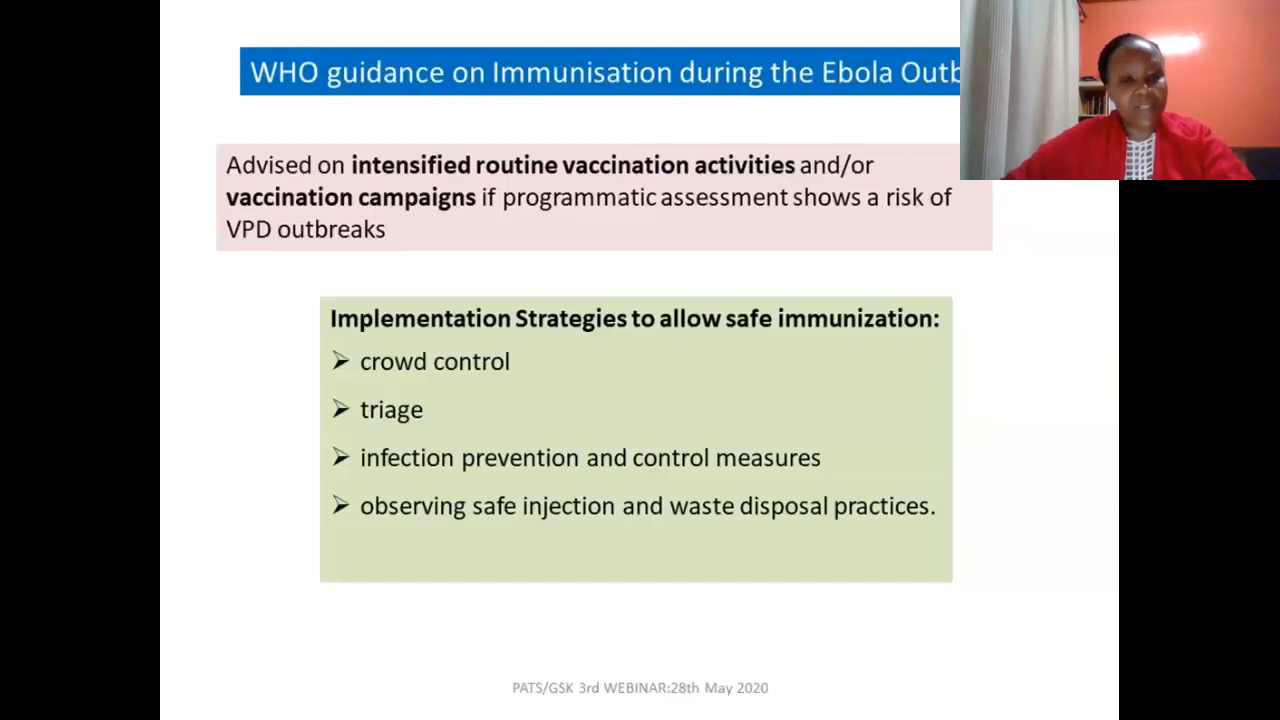 WHO guidance on Immunisation during the Ebola
Advised on intensified routine vaccination activities and/or
vaccination campaigns if programmatic assessment shows a risk of
VPD outbreaks
Implementation Strategies to allow safe immunization:
➢ crowd control
➢ triage
➢ infection prevention and control measures
➢ observing safe injection and waste disposal practices.
PATS/GSK 3rd WEBINAR:28th May 2020